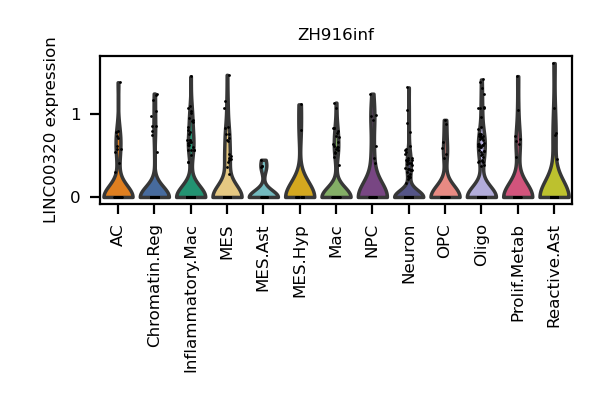 ZH916inf
LINC00320 expression
1
0
AC
Chromatin.Reg
Inflammatory.Mac
MES
MES.Ast
MES.Hyp
Mac
NPC
Neuron
OPC
Oligo
Prolif.Metab
Reactive.Ast